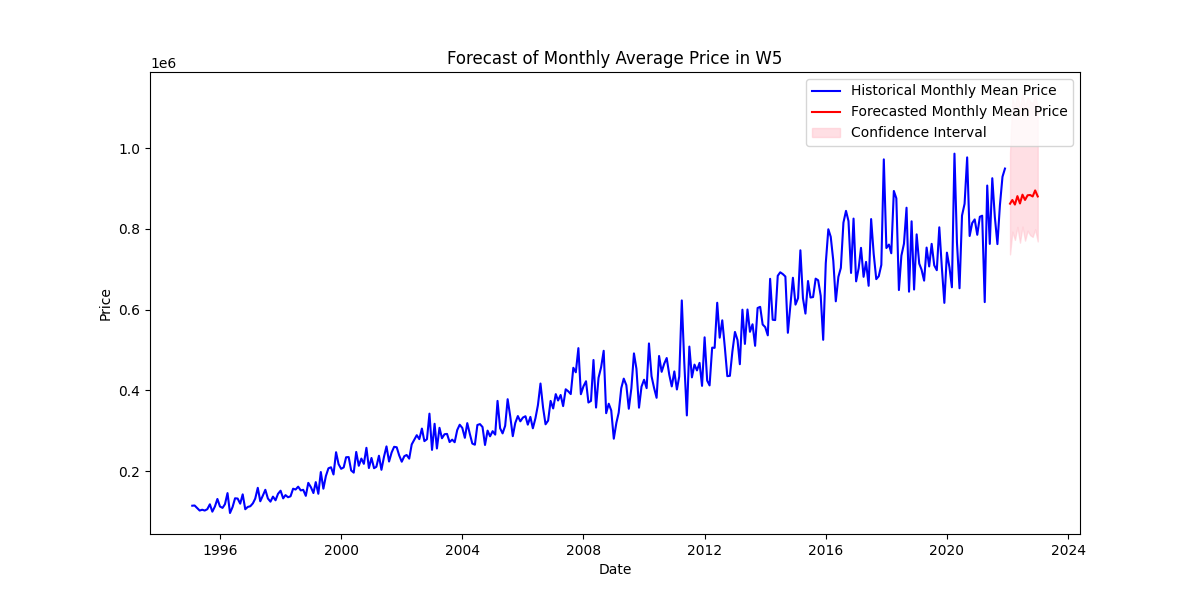 Forecast of Monthly Average Price in W5
1e6
Historical Monthly Mean Price
Forecasted Monthly Mean Price
Confidence Interval
1.0
0.8
0.6
0.4
0.2
Price
1996 2000 2004 2008 2012 2016 2020 2024
Date